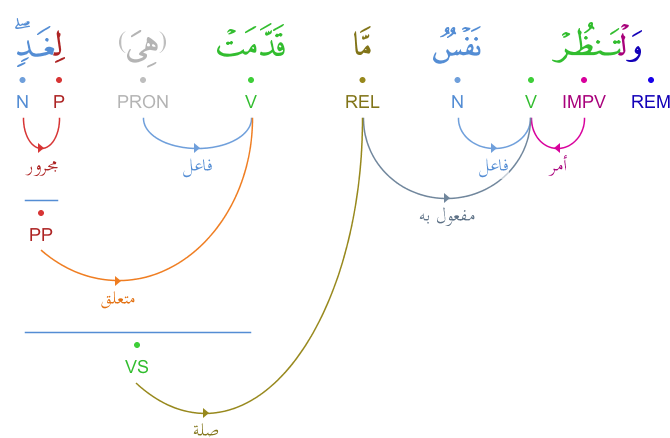 وَلْتَنظُرْ نَفْسٌ مَّا قَدَّمَتْ (هِىَ) لِغَدٍۖ
REM IMPV V N REL V PRON P N
أمر فاعل فاعل مجرور
مفعول به
PP
متعلق
VS
صلة